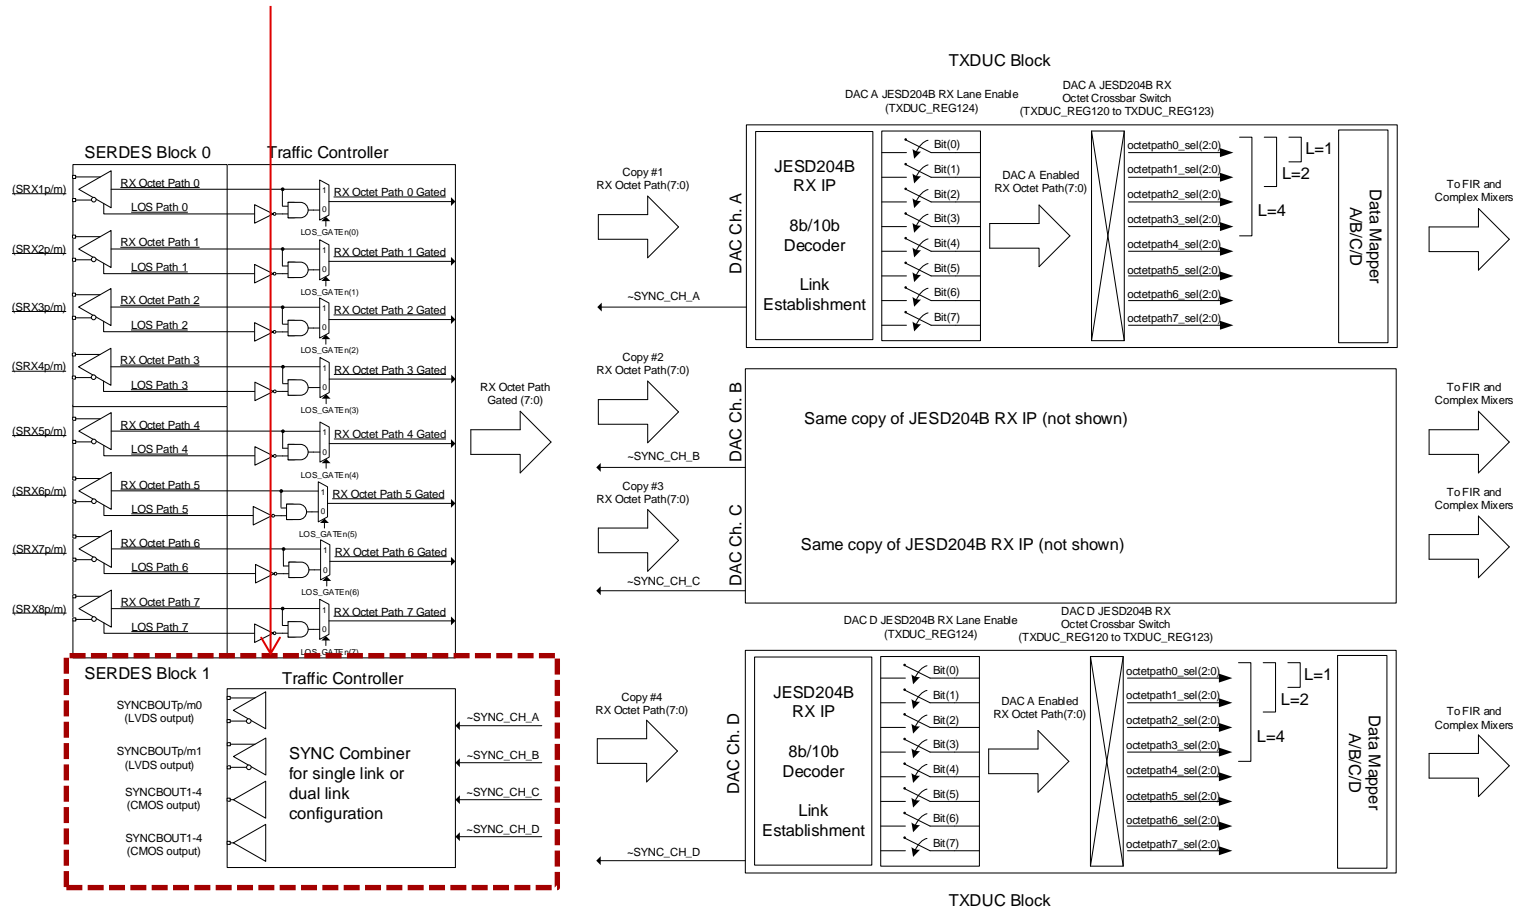 TXDUC Block
DAC A JESD204B RX Lane Enable
(TXDUC_REG124)
DAC A JESD204B RX
Octet Crossbar Switch
(TXDUC_REG120 to TXDUC_REG123)
SERDES Block 0
Traffic Controller
(SRX1p/m)
RX Octet Path 0
LOS Path 0
1
0
RX Octet Path 0 Gated
LOS_GATEn(0)
(SRX2p/m)
RX Octet Path 1
LOS Path 1
1
0
RX Octet Path 1 Gated
LOS_GATEn(1)
(SRX3p/m)
RX Octet Path 2
LOS Path 2
1
0
RX Octet Path 2 Gated
LOS_GATEn(2)
(SRX4p/m)
RX Octet Path 3
LOS Path 3
1
0
RX Octet Path 3 Gated
LOS_GATEn(3)
(SRX5p/m)
RX Octet Path 4
LOS Path 4
1
0
RX Octet Path 4 Gated
LOS_GATEn(4)
(SRX6p/m)
RX Octet Path 5
LOS Path 5
1
0
RX Octet Path 5 Gated
LOS_GATEn(5)
(SRX7p/m)
RX Octet Path 6
LOS Path 6
1
0
RX Octet Path 6 Gated
LOS_GATEn(6)
(SRX8p/m)
RX Octet Path 7
LOS Path 7
1
0
RX Octet Path 7 Gated
LOS_GATEn(7)
RX Octet Path
Gated (7:0)
Copy #1
RX Octet Path(7:0)
~SYNC_CH_A
DAC Ch. A
JESD204B
RX IP
8b/10b
Decoder
Link
Establishment
Bit(0)
Bit(1)
Bit(2)
Bit(3)
Bit(4)
Bit(5)
Bit(6)
Bit(7)
DAC A Enabled
RX Octet Path(7:0)
octetpath0_sel(2:0)
octetpath1_sel(2:0)
octetpath2_sel(2:0)
octetpath3_sel(2:0)
octetpath4_sel(2:0)
octetpath5_sel(2:0)
octetpath6_sel(2:0)
octetpath7_sel(2:0)
L=1
L=2
L=4
Data Mapper
A/B/C/D
To FIR and
Complex Mixers
Copy #2
RX Octet Path(7:0)
~SYNC_CH_B
DAC Ch. B
Same copy of JESD204B RX IP (not shown)
To FIR and
Complex Mixers
Copy #3
RX Octet Path(7:0)
~SYNC_CH_C
DAC Ch. C
Same copy of JESD204B RX IP (not shown)
To FIR and
Complex Mixers
DAC D JESD204B RX Lane Enable
(TXDUC_REG124)
DAC D JESD204B RX
Octet Crossbar Switch
(TXDUC_REG120 to TXDUC_REG123)
SERDES Block 1
Traffic Controller
SYNCBOUTp/m0
(LVDS output)
SYNCBOUTp/m1
(LVDS output)
SYNCBOUT1-4
(CMOS output)
SYNCBOUT1-4
(CMOS output)
SYNC Combiner
for single link or
dual link
configuration
~SYNC_CH_A
~SYNC_CH_B
~SYNC_CH_C
~SYNC_CH_D
Copy #4
RX Octet Path(7:0)
~SYNC_CH_D
DAC Ch. D
JESD204B
RX IP
8b/10b
Decoder
Link
Establishment
Bit(0)
Bit(1)
Bit(2)
Bit(3)
Bit(4)
Bit(5)
Bit(6)
Bit(7)
DAC A Enabled
RX Octet Path(7:0)
octetpath0_sel(2:0)
octetpath1_sel(2:0)
octetpath2_sel(2:0)
octetpath3_sel(2:0)
octetpath4_sel(2:0)
octetpath5_sel(2:0)
octetpath6_sel(2:0)
octetpath7_sel(2:0)
L=1
L=2
L=4
Data Mapper
A/B/C/D
To FIR and
Complex Mixers
TXDUC Block